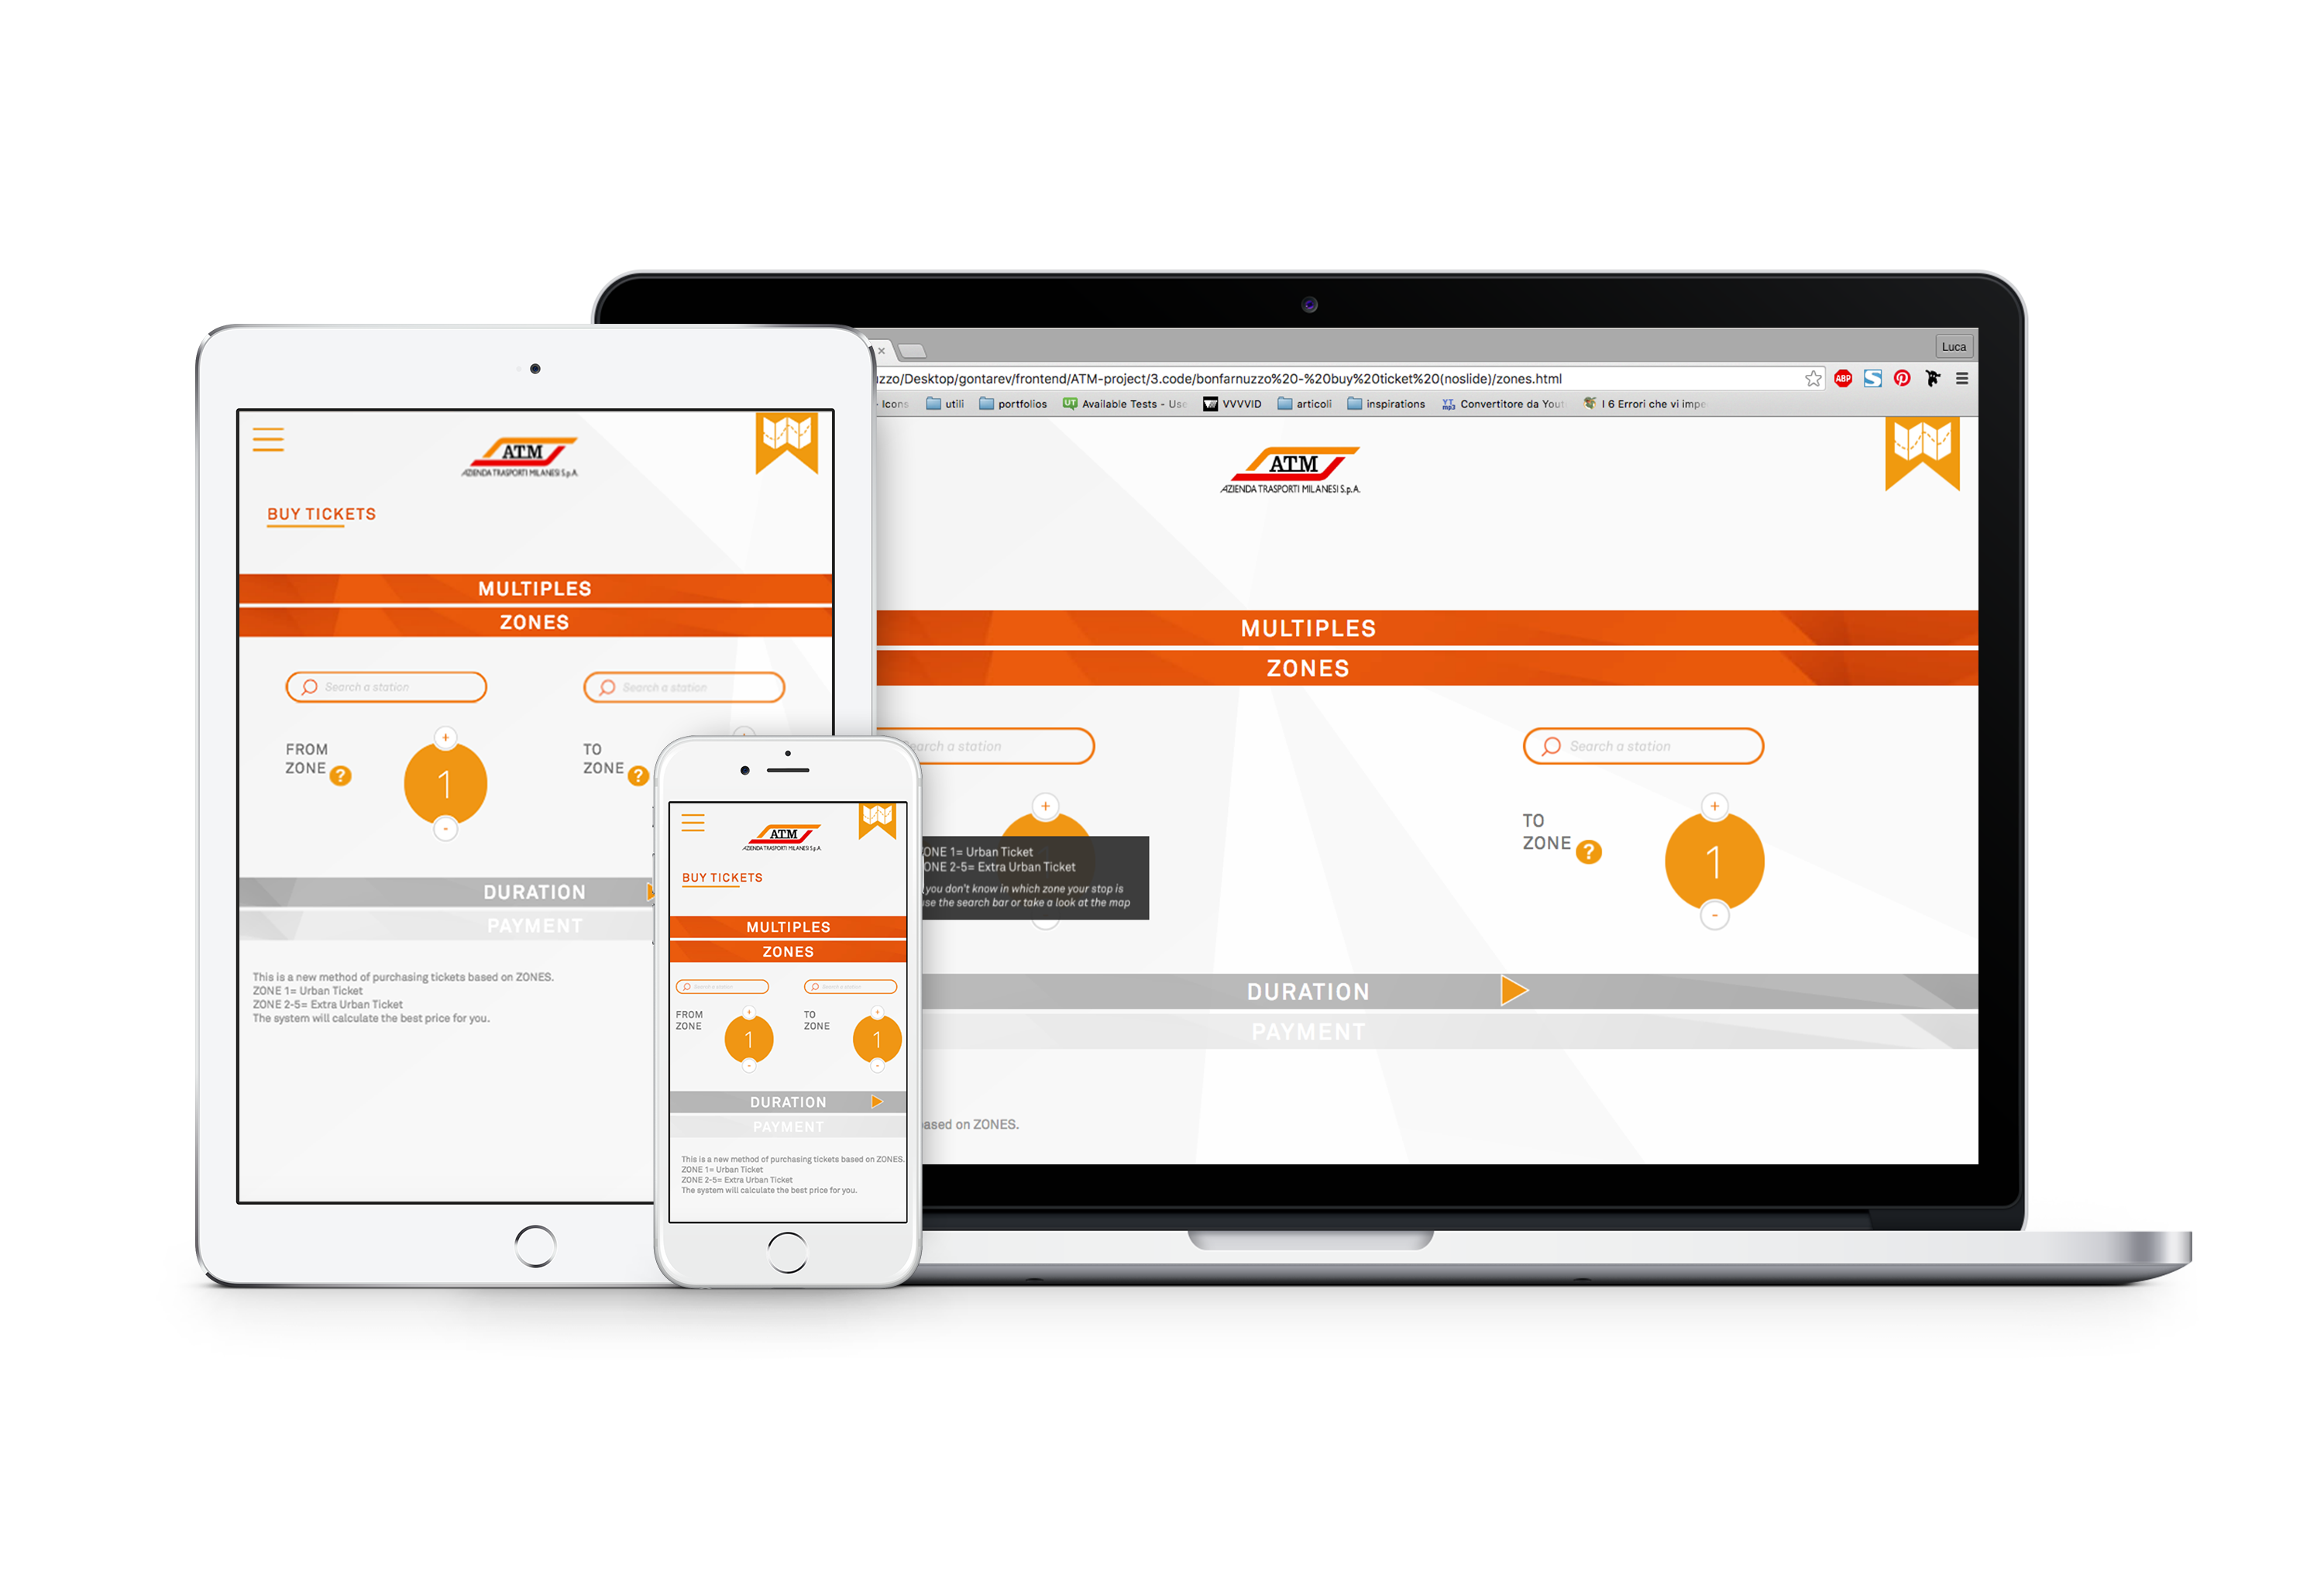 ATM
AZIENDA TRASPORTI MILANESI S.p.A.
BUY TICKETS
MULTIPLES
ZONES
Search a station
Search a station
FROM
ZONE ?
+
1
-
TO
ZONE ?
DURATION
PAYMENT
This is a new method of purchasing tickets based on ZONES.
ZONE 1= Urban Ticket
ZONE 2-5= Extra Urban Ticket
The system will calculate the best price for you.
ATM
AZIENDA TRASPORTI MILANESI S.p.A.
BUY TICKETS
MULTIPLES
ZONES
Search a station
Search a station
FROM
ZONE
+
1
-
TO
ZONE
+
1
-
DURATION
PAYMENT
This is a new method of purchasing tickets based on ZONES.
ZONE 1= Urban Ticket
ZONE 2-5= Extra Urban Ticket
The system will calculate the best price for you.
Luca
zzo/Desktop/gontarev/frontend/ATM-project/3.code/bonfarnuzzo%20-%20buy%20ticket%20(noslide)/zones.html
ABP
- Icons utili portfolios UT Available Tests - Use VVVVID articoli inspirations YT mp3 Convertitore da Yout I 6 Errori che vi impe
ATM
AZIENDA TRASPORTI MILANESI S.p.A.
MULTIPLES
ZONES
earch a station
Search a station
+
ONE 1= Urban Ticket
ONE 2-5= Extra Urban Ticket
you don't know in which zone your stop is
se the search bar or take a look at the map
TO
ZONE ?
+
1
-
DURATION
PAYMENT
ased on ZONES.